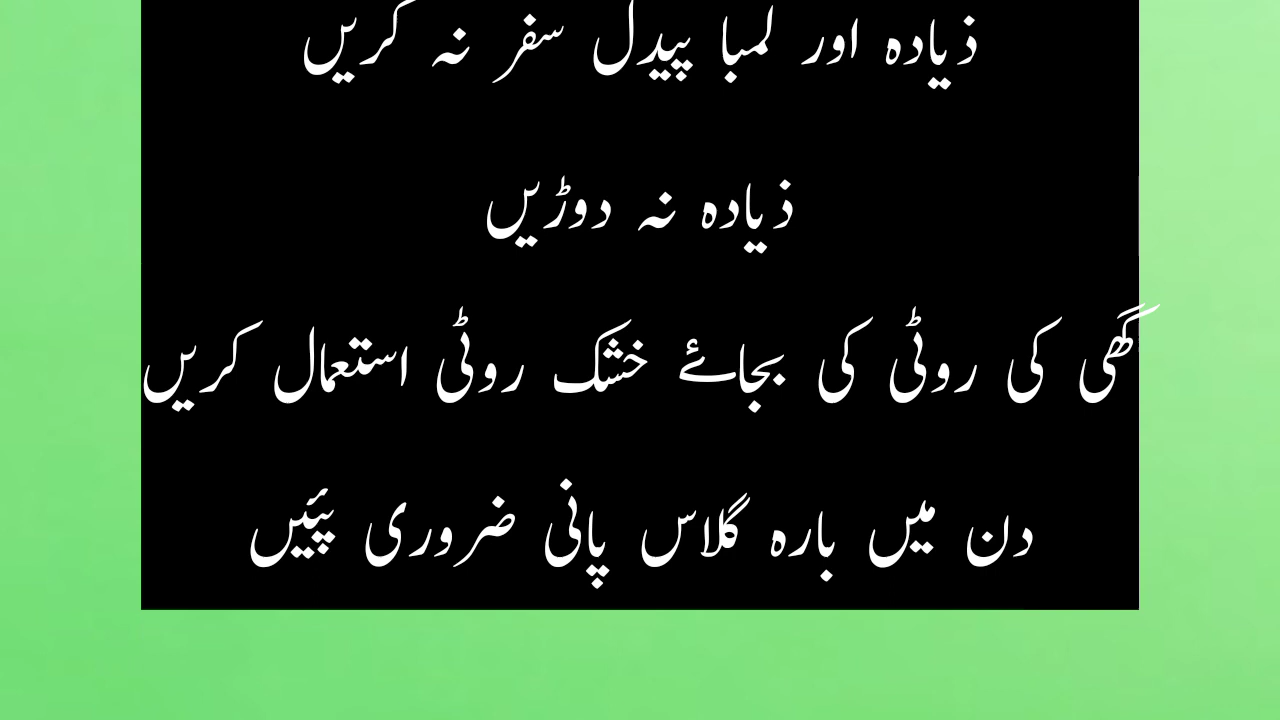 ذیادہ اور لمبا پیدل سفر نہ کریں
ذیادہ نہ دوڑیں
گھی کی روٹی کی بجائے خشک روٹی استعمال کریں
دن میں بارہ گلاس پانی ضروری پئیں